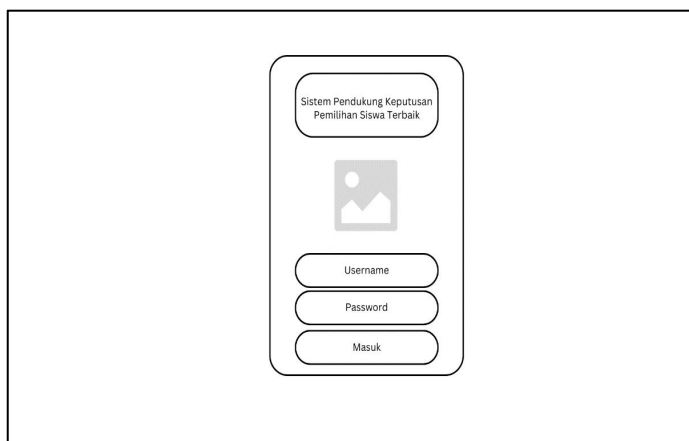 Sistem Pendukung Keputusan
Pemilihan Siswa Terbaik
Username
Password
Masuk